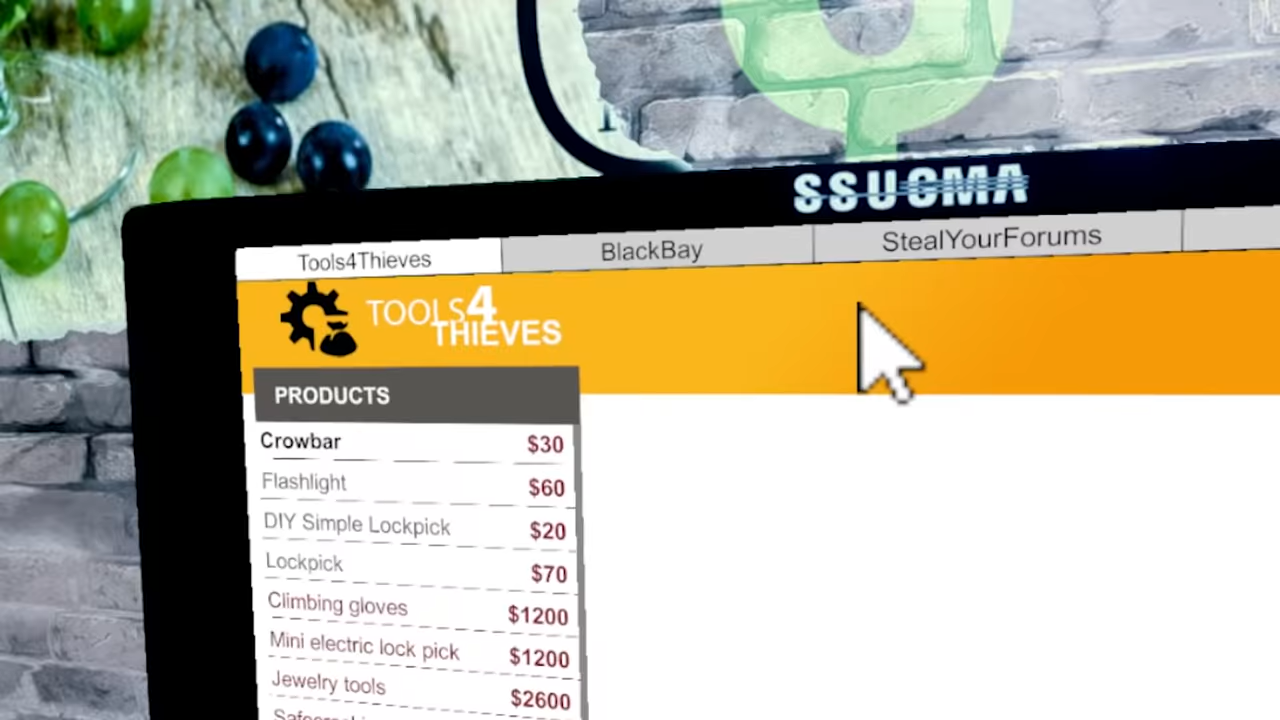 SSUGMA
Tools4Thieves
BlackBay
StealYourForums
TOOLS4
THIEVES
PRODUCTS
Crowbar $30
Flashlight $60
DIY Simple Lockpick $20
Lockpick $70
Climbing gloves $1200
Mini electric lock pick $1200
Jewelry tools $2600